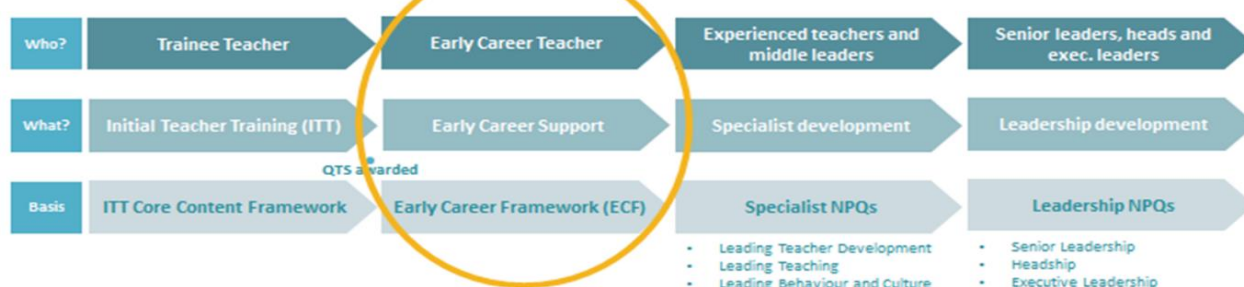 Who?
Trainee Teacher
Early Career Teacher
Experienced teachers and
middle leaders
Senior leaders, heads and
exec. leaders
What?
Initial Teacher Training (ITT)
Early Career Support
Specialist development
Leadership development
QTS awarded
Basis
ITT Core Content Framework
Early Career Framework (ECF)
Specialist NPQs
Leadership NPQs
• Leading Teacher Development
• Leading Teaching
• Leading Behaviour and Culture
• Senior Leadership
• Headship
• Executive Leadership